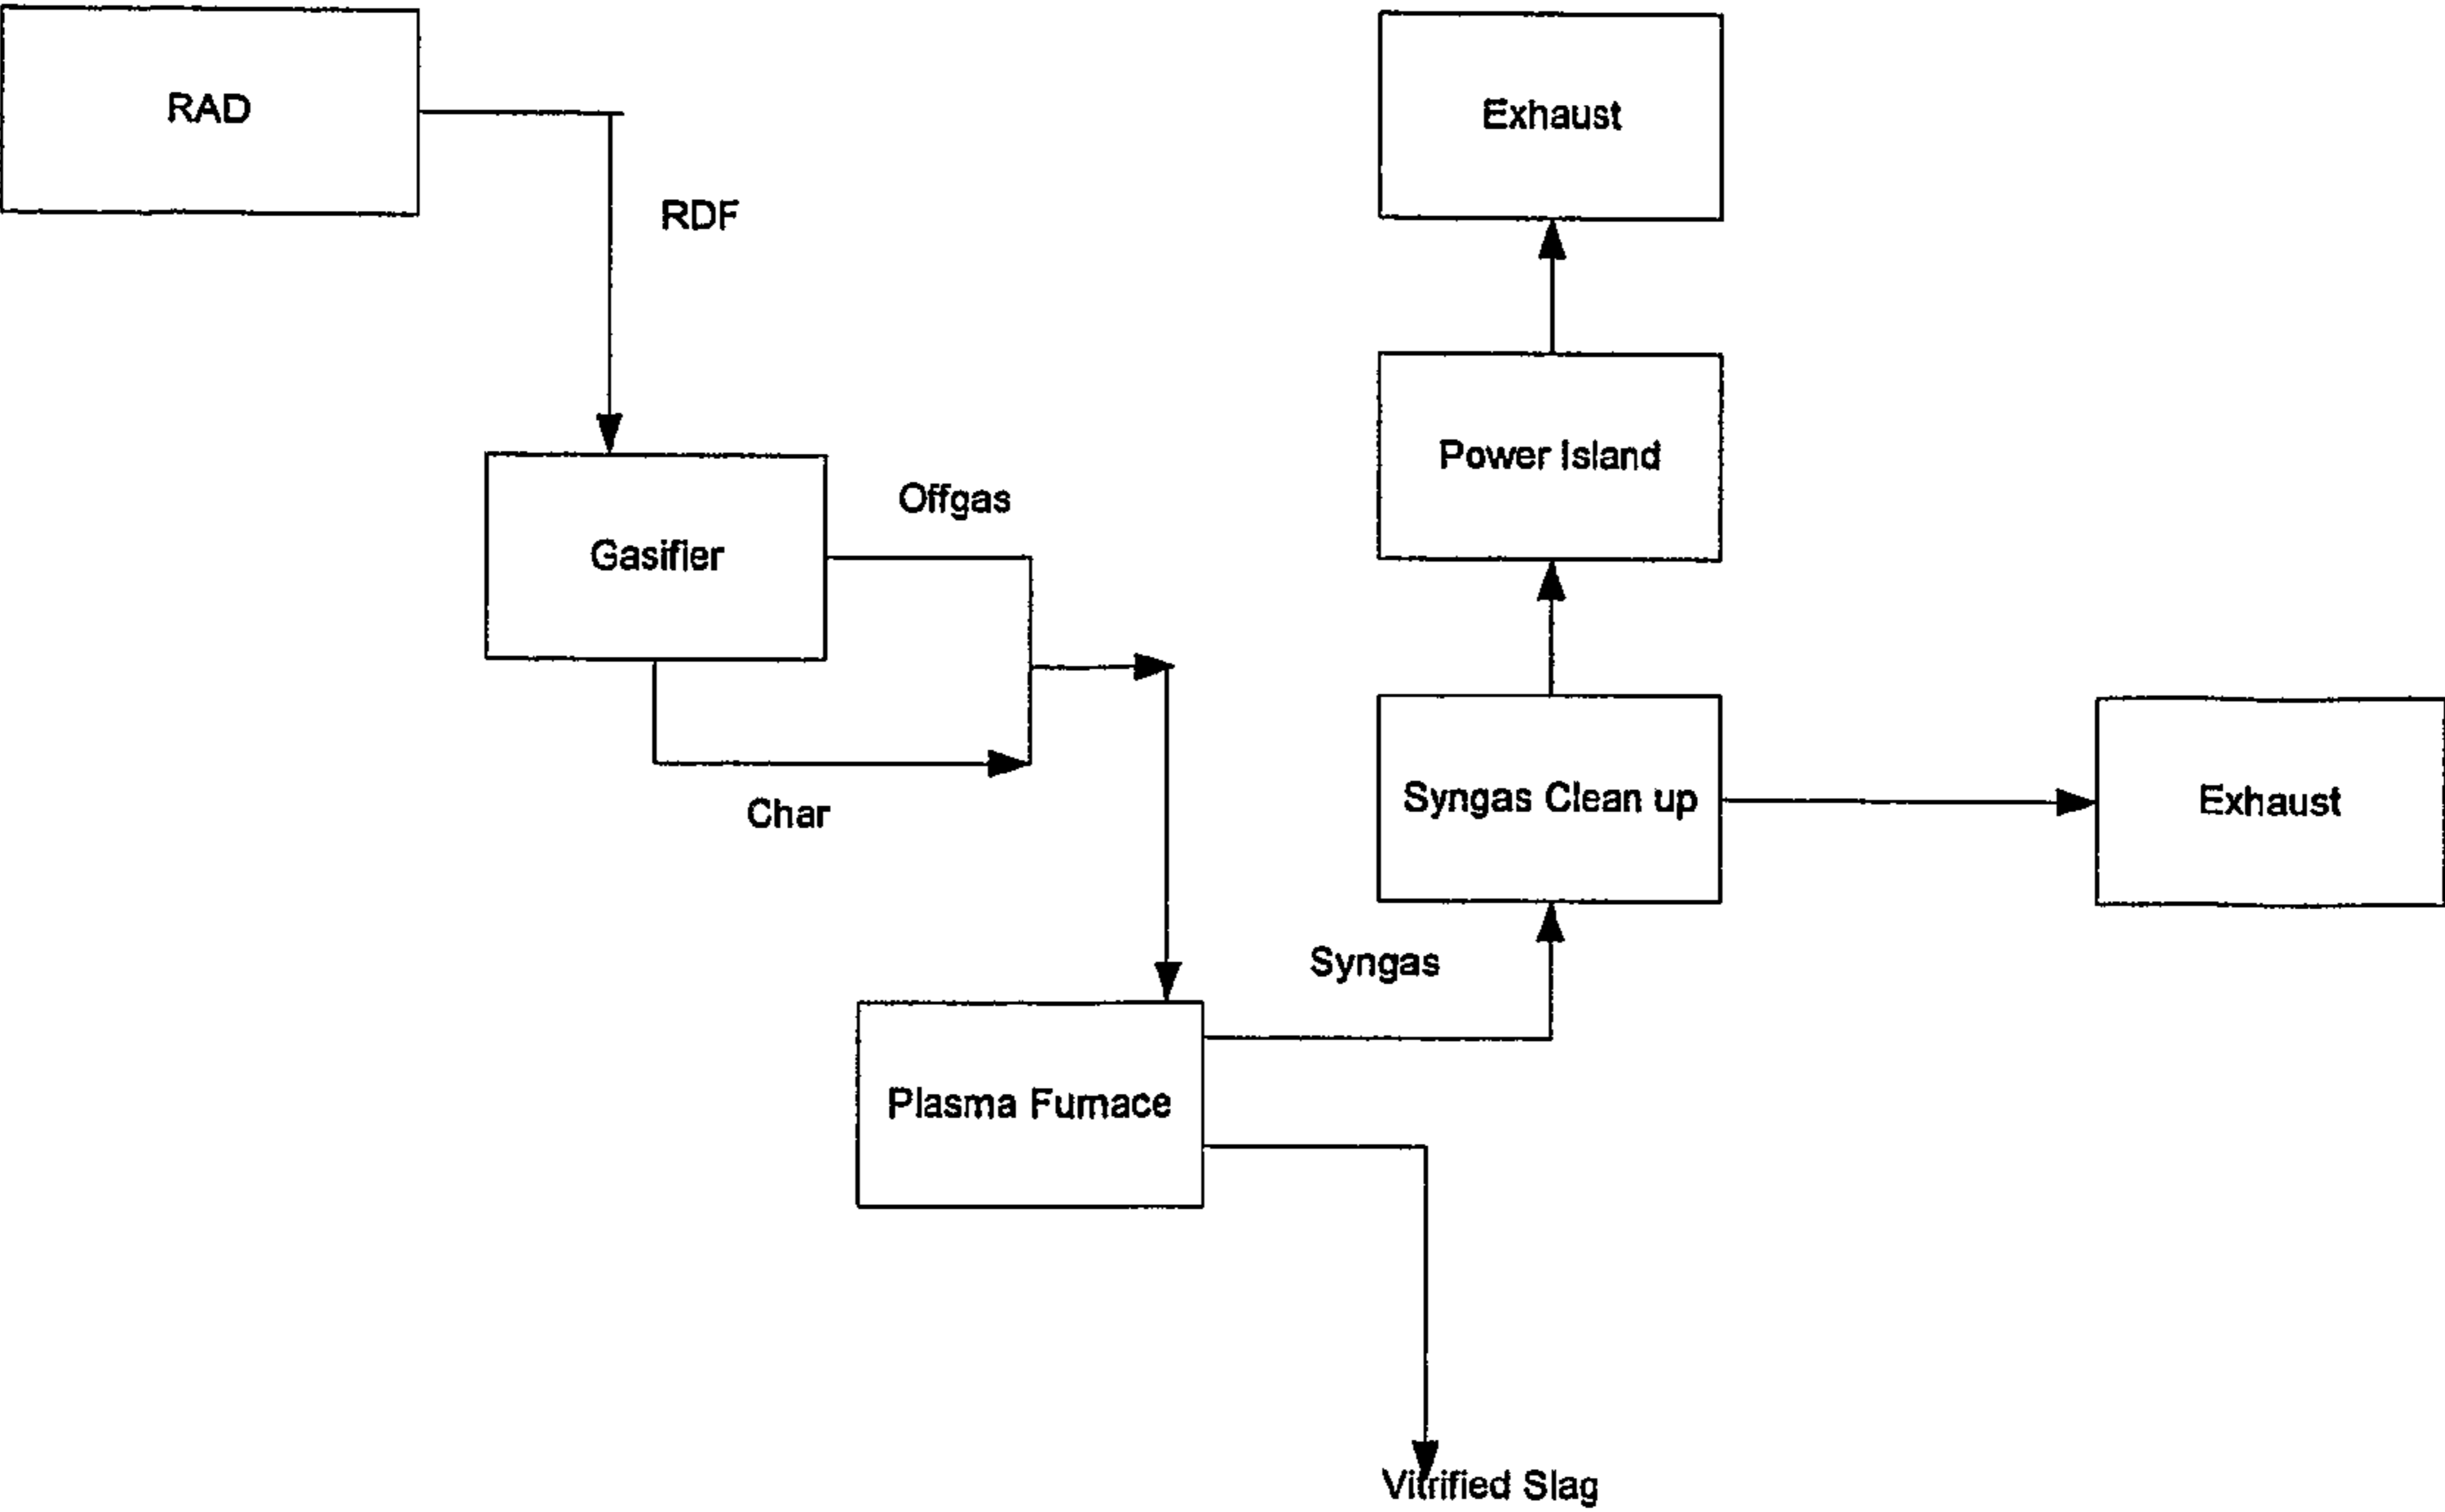 RAD
Exhaust
RDF
Power Island
Offgas
Gasifier
Syngas Clean up
Exhaust
Char
Syngas
Plasma Furnace
Vitrified Slag